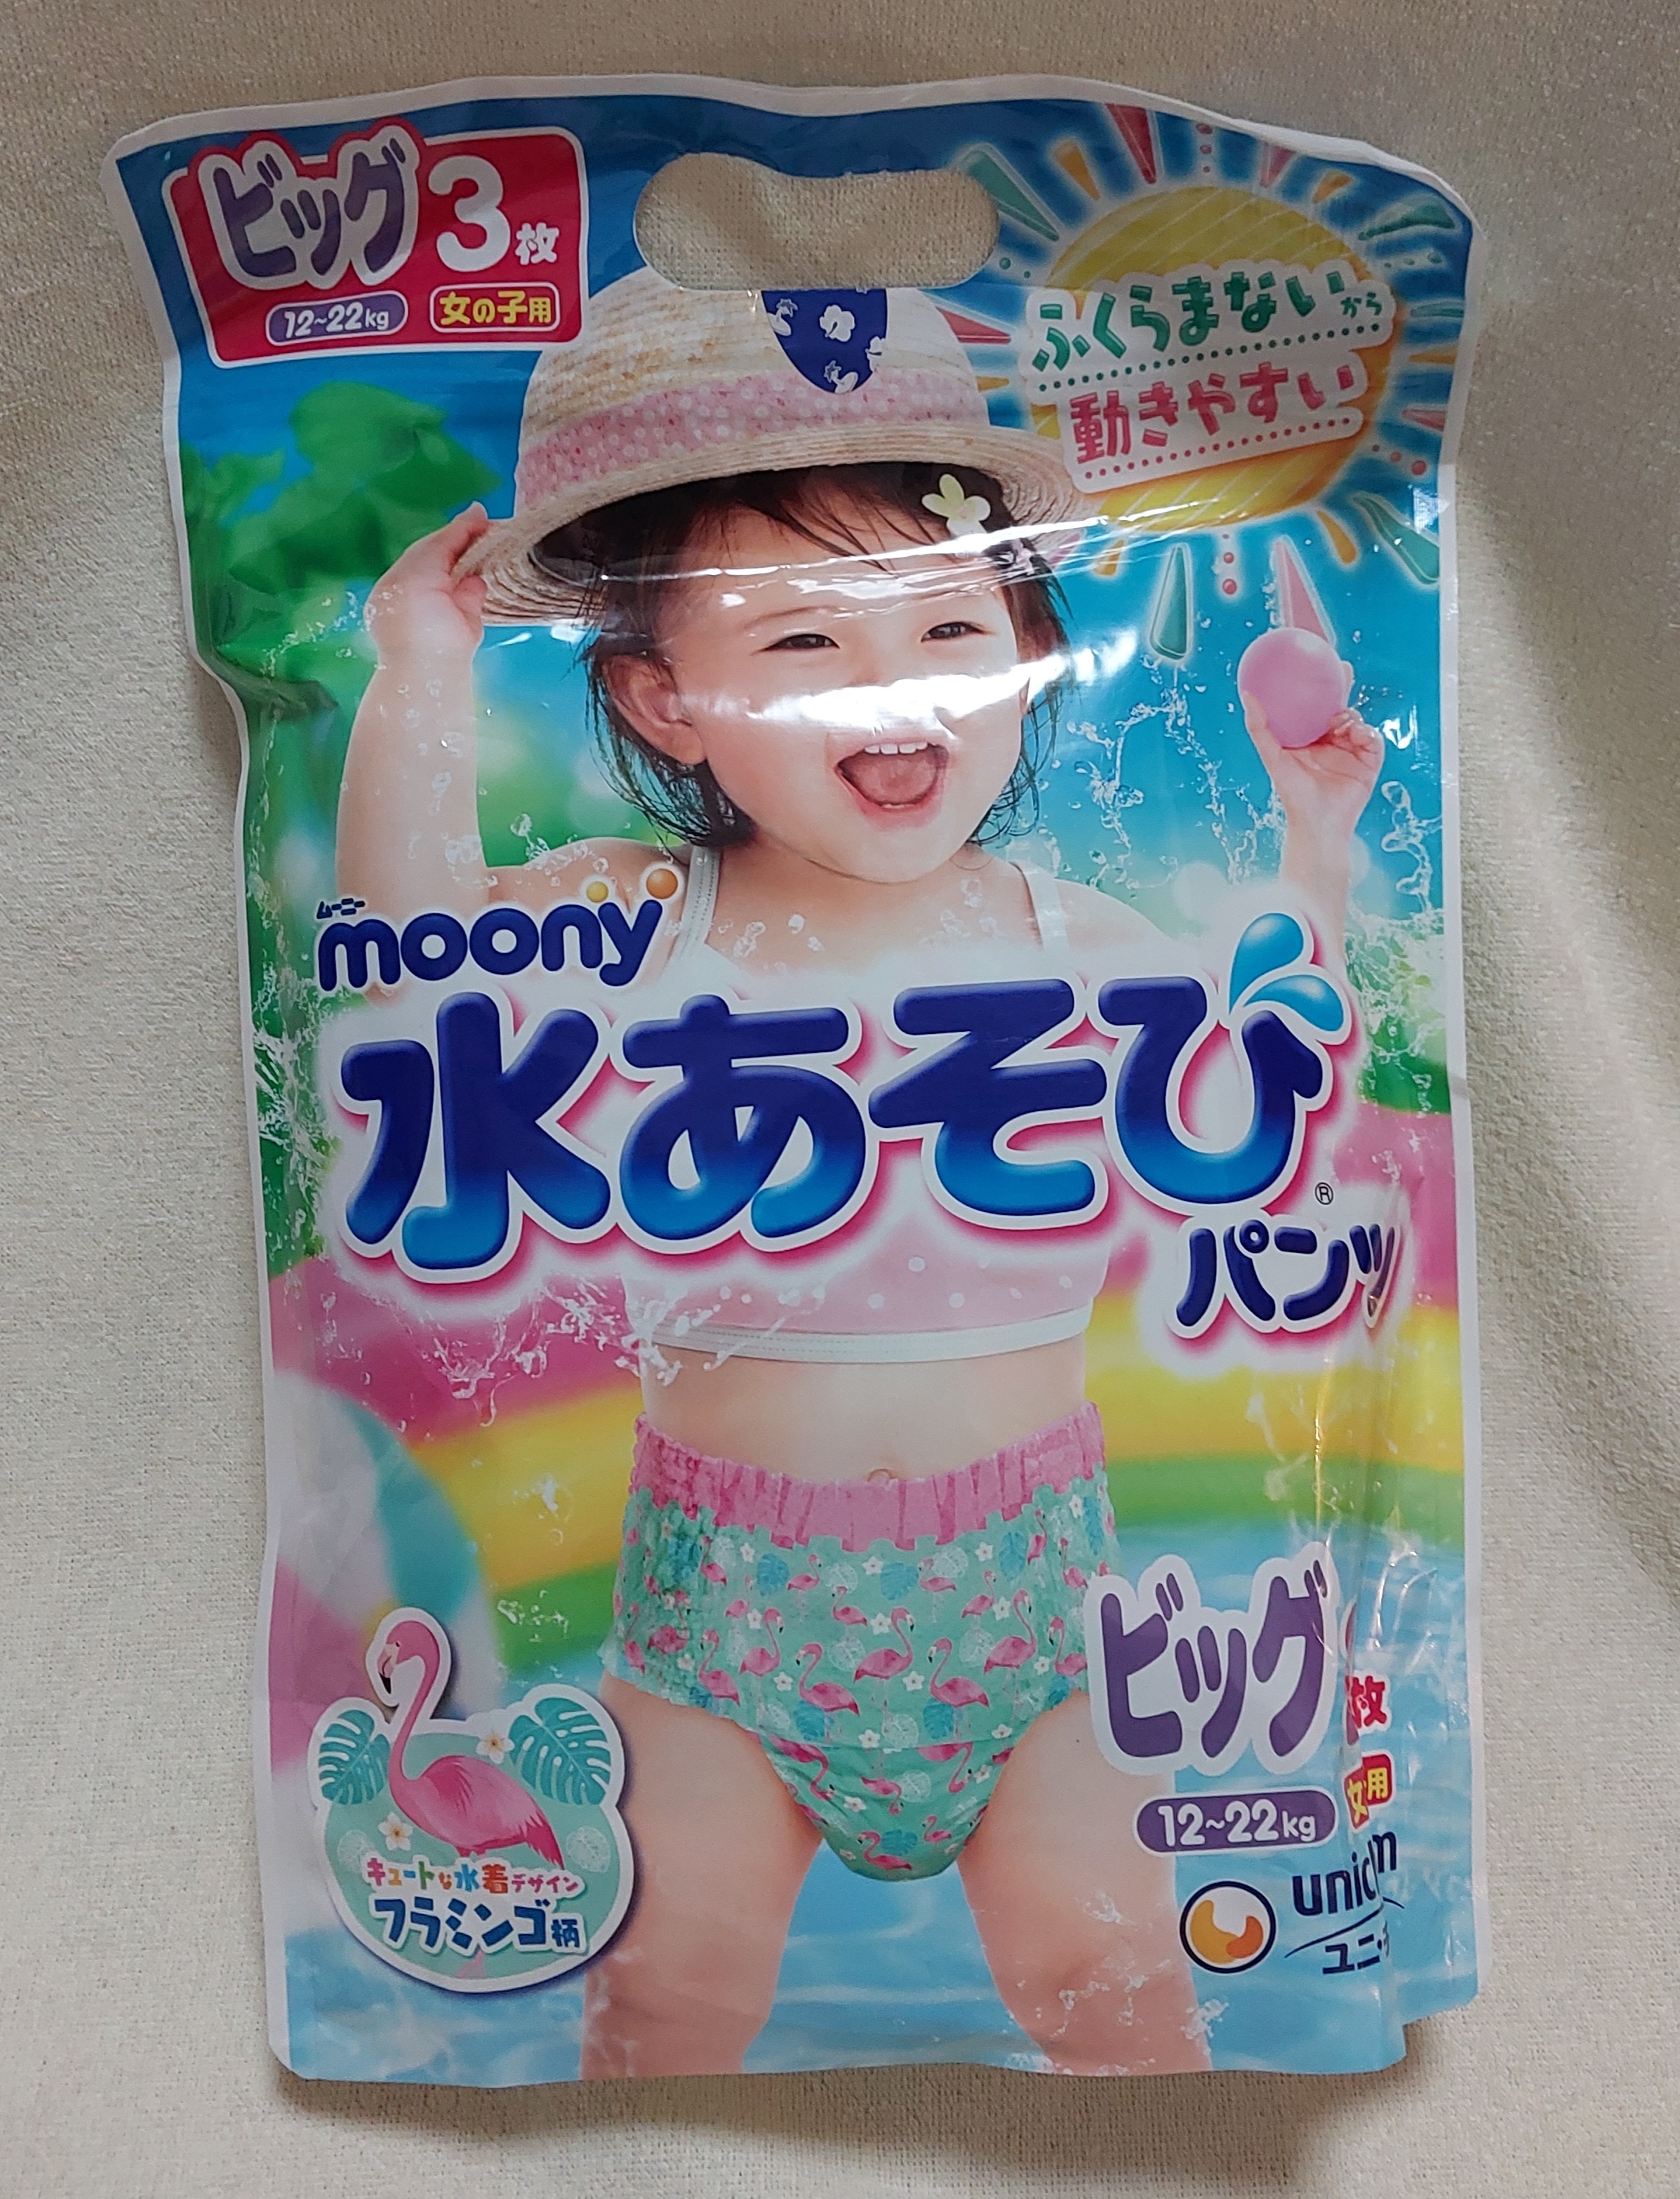 ビッグ 3枚
12~22kg 女の子用
ふくらまないから
動きやすい
ムーニー
moony
水あそび®
パンツ
ビッグ
枚
用
12~22kg
キュートな水着デザイン
フラミンゴ柄